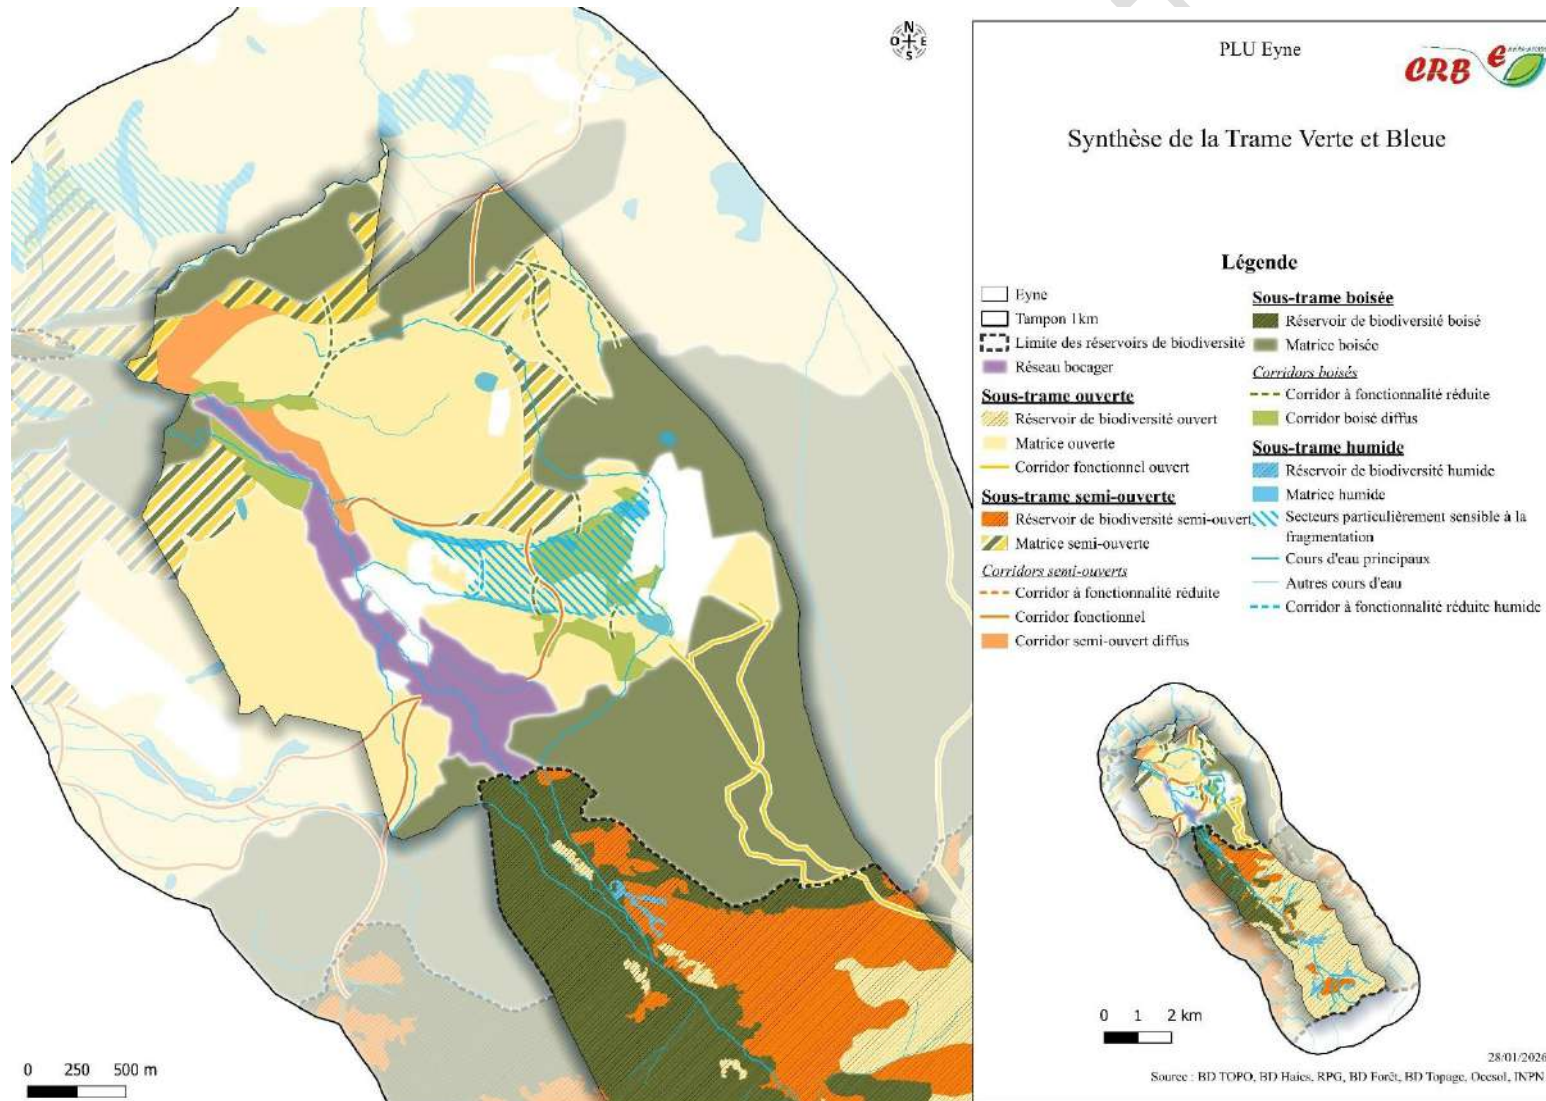 N
O E
S
PLU Eyne
CRB e
Synthèse de la Trame Verte et Bleue
Légende
Eyne
Tampon 1km
Limite des réservoirs de biodiversité
Réseau bocager
Sous-trame ouverte
Réservoir de biodiversité ouvert
Matrice ouverte
Corridor fonctionnel ouvert
Sous-trame semi-ouverte
Réservoir de biodiversité semi-ouvert
Matrice semi-ouverte
Corridors semi-ouverts
Corridor à fonctionnalité réduite
Corridor fonctionnel
Corridor semi-ouvert diffus
Sous-trame boisée
Réservoir de biodiversité boisé
Matrice boisée
Corridors boisés
Corridor à fonctionnalité réduite
Corridor boisé diffus
Sous-trame humide
Réservoir de biodiversité humide
Matrice humide
Secteurs particulièrement sensible à la
fragmentation
Cours d'eau principaux
Autres cours d'eau
Corridor à fonctionnalité réduite humide
0 1 2 km
0 250 500 m
28/01/2026
Source : BD TOPO, BD Haies, RPG, BD Forêt, BD Topage, Occsol, INPN